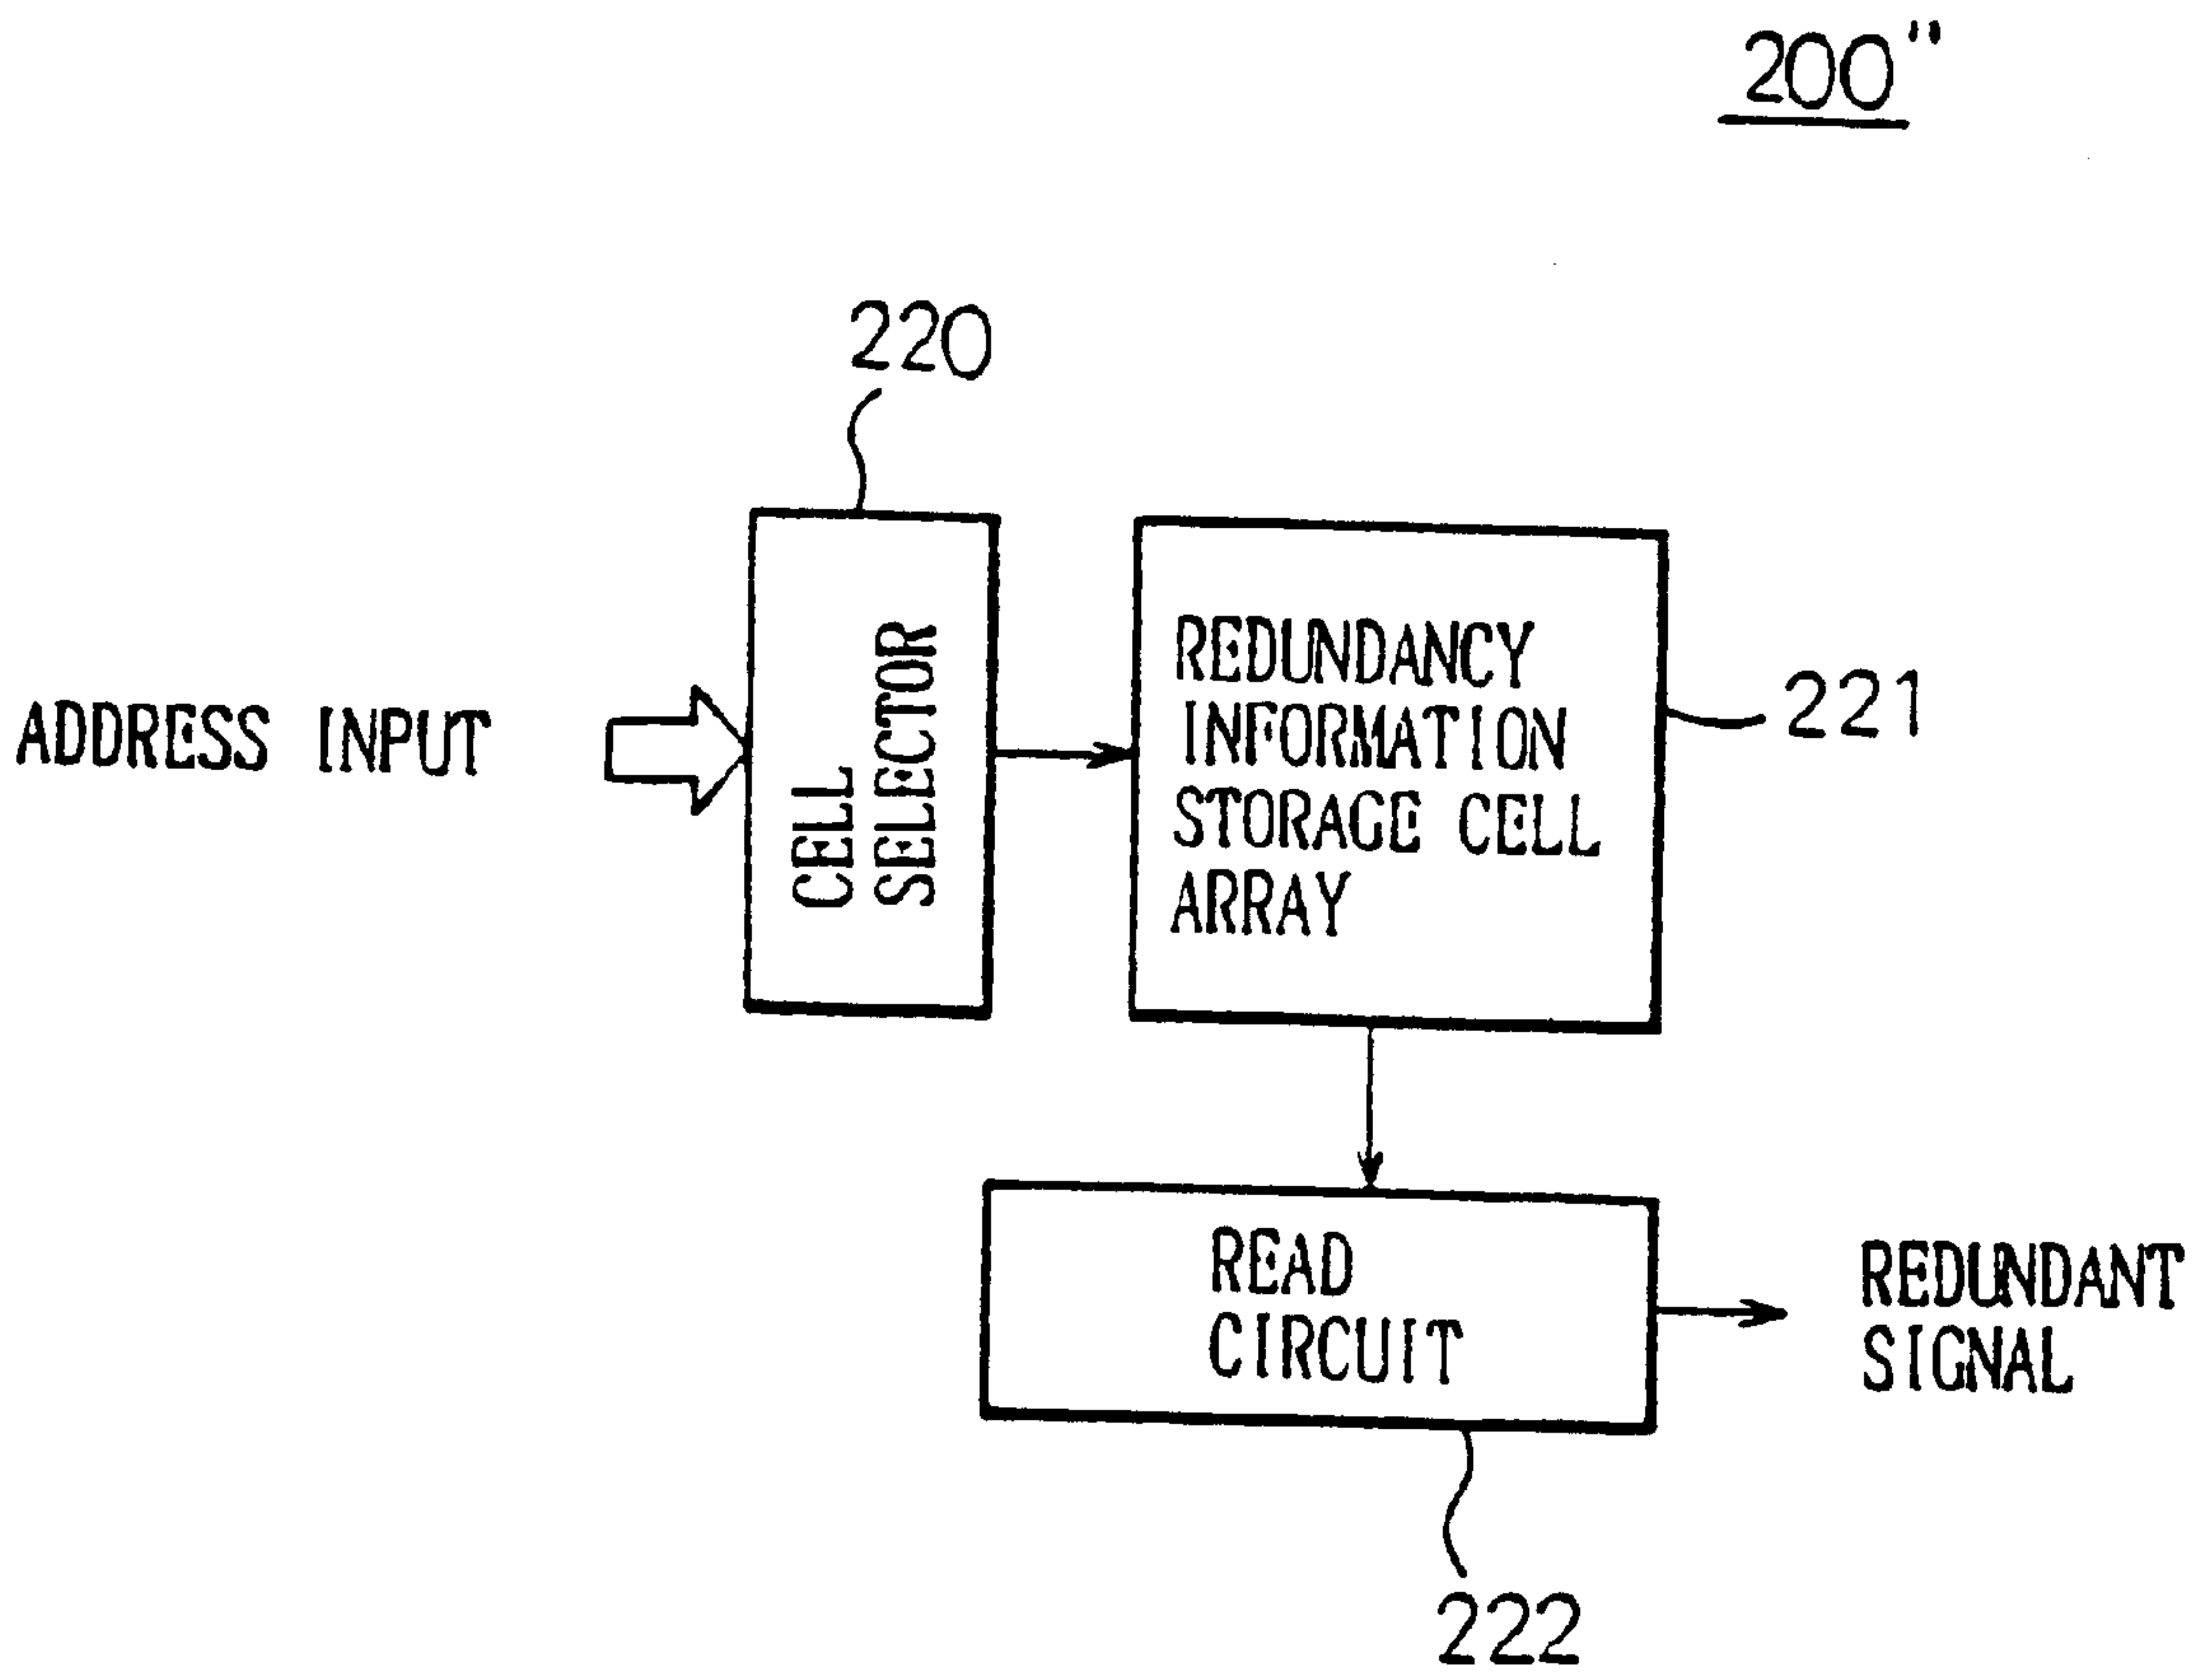 200"
220
ADDRESS INPUT
CELL
SELECTOR
REDUNDANCY
INFORMATION
STORAGE CELL
ARRAY
221
READ
CIRCUIT
REDUNDANT
SIGNAL
222